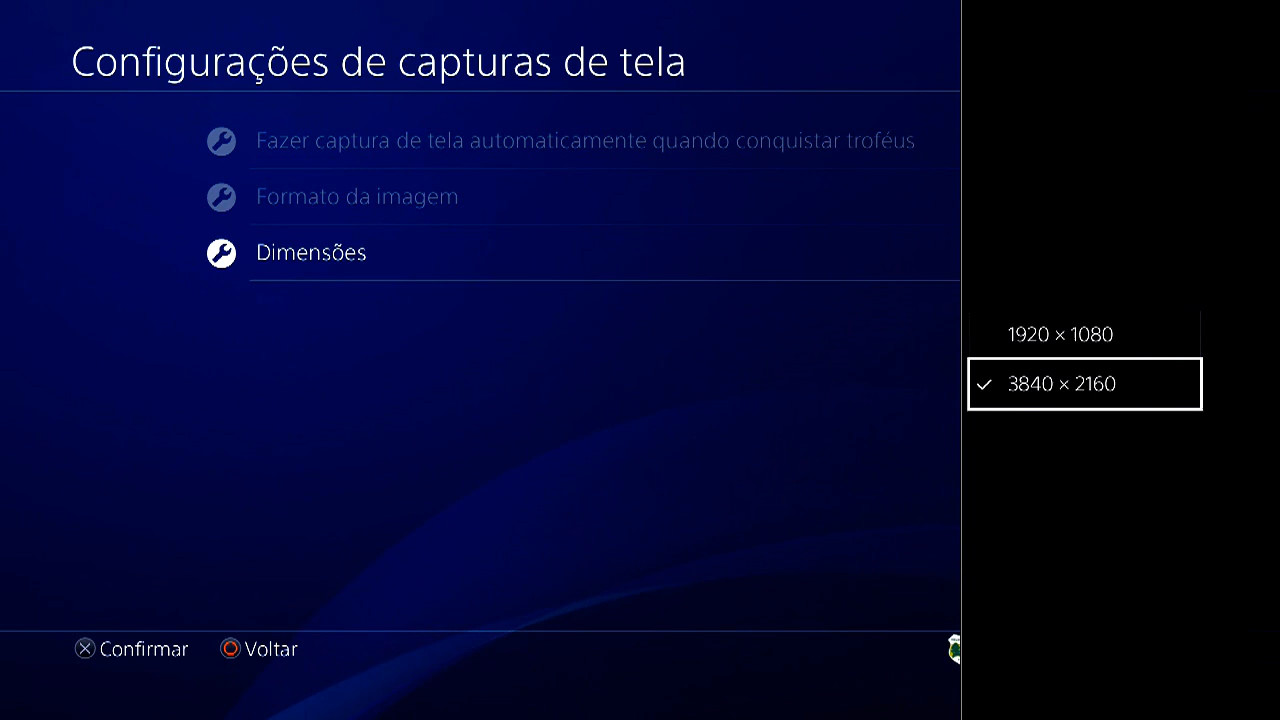 Configurações de capturas de tela
Fazer captura de tela automaticamente quando conquistar troféus
Formato da imagem
Dimensões
1920 × 1080
3840 × 2160
Confirmar
Voltar